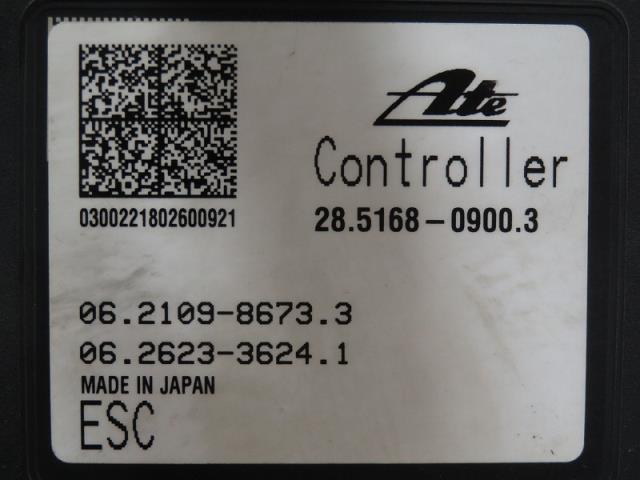 Ate
Controller
0300221802600921
28.5168-0900.3
06.2109-8673.3
06.2623-3624.1
MADE IN JAPAN
ESC